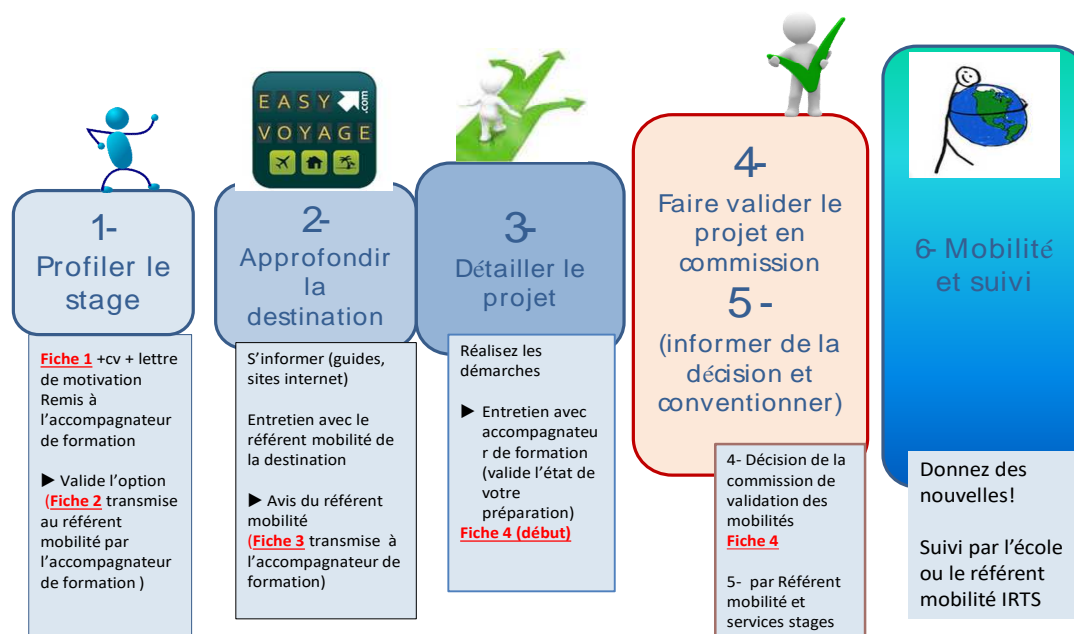 EASY
.com
VOYAGE
1-
Profiler le
stage
2-
Approfondir
la
destination
3-
Détailler le
projet
4-
Faire valider le
projet en
commission
5 -
(informer de la
décision et
conventionner)
6- Mobilité
et suivi
Fiche 1 +cv + lettre
de motivation
Remis à
l’accompagnateur
de formation
▶ Valide l’option
(Fiche 2 transmise
au référent
mobilité par
l’accompagnateur
de formation )
S’informer (guides,
sites internet)
Entretien avec le
référent mobilité de
la destination
▶ Avis du référent
mobilité
(Fiche 3 transmise à
l’accompagnateur de
formation)
Réalisez les
démarches
▶ Entretien avec
accompagnateu
r de formation
(valide l’état de
votre
préparation)
Fiche 4 (début)
4- Décision de la
commission de
validation des
mobilités
Fiche 4
5- par Référent
mobilité et
services stages
Donnez des
nouvelles!
Suivi par l’école
ou le référent
mobilité IRTS